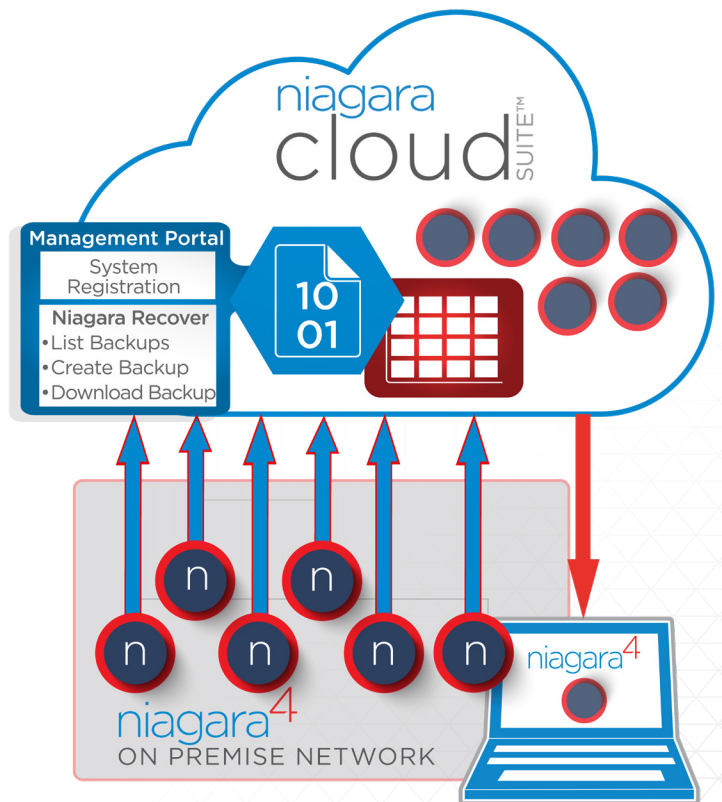 niagara
cloud SUITE™
Management Portal
System
Registration
Niagara Recover
•List Backups
•Create Backup
•Download Backup
10
01
n
n
n
n
n
n
niagara4
niagara4
ON PREMISE NETWORK